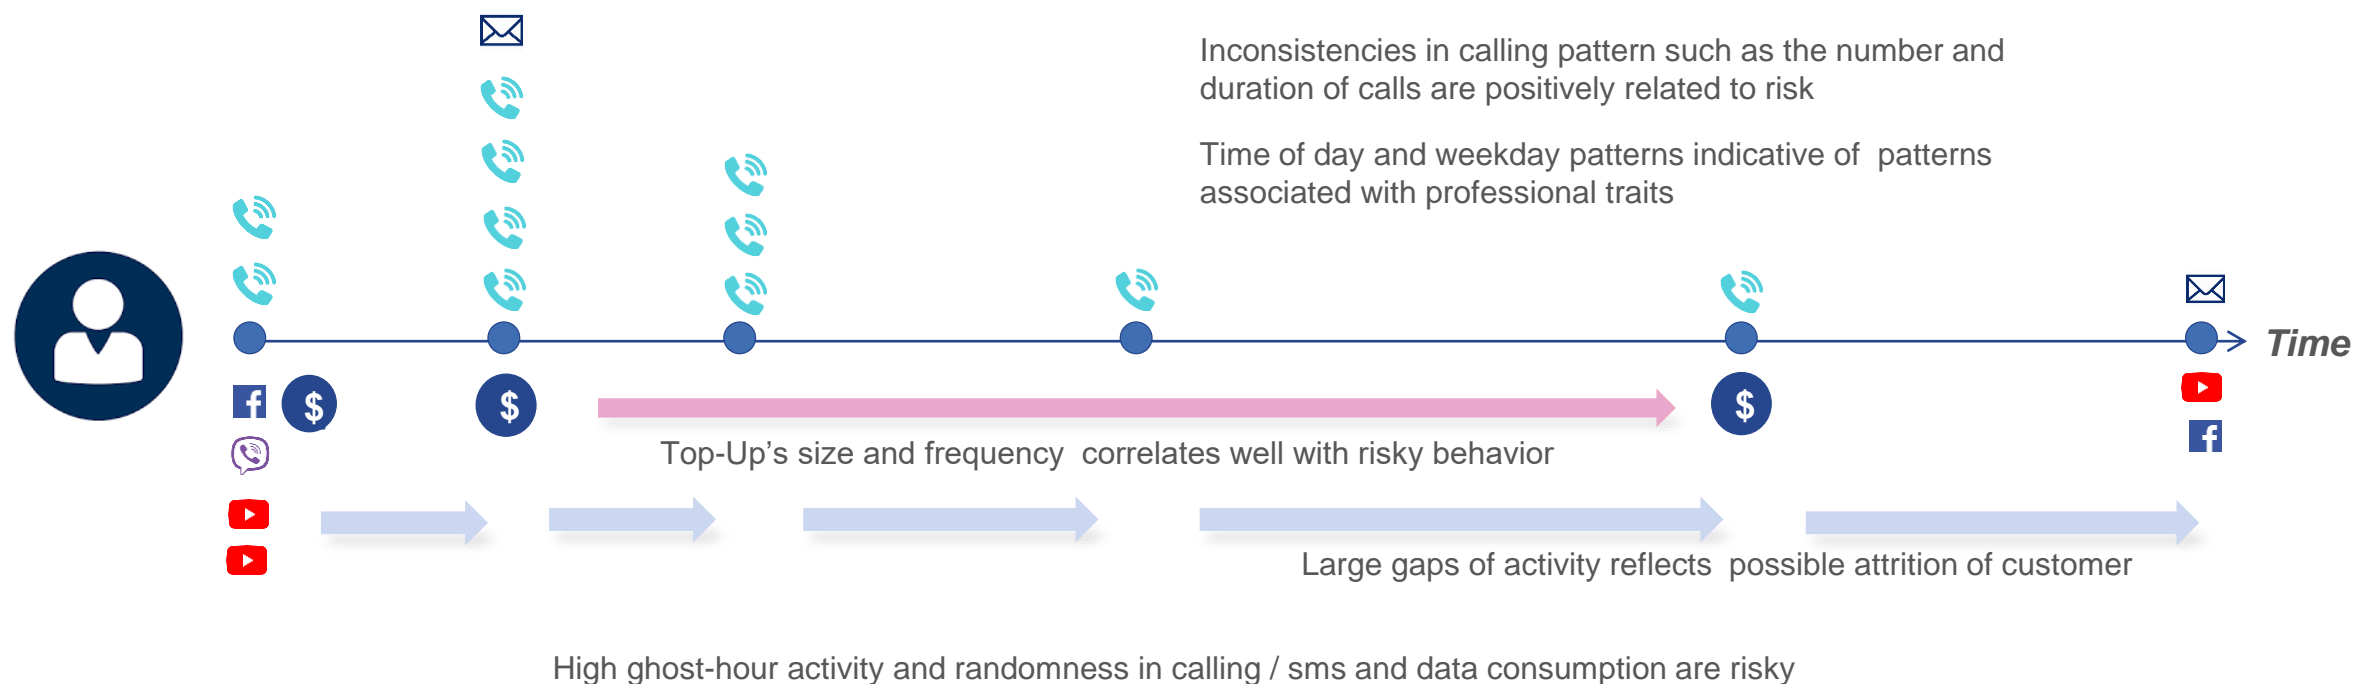 Inconsistencies in calling pattern such as the number and
duration of calls are positively related to risk
Time of day and weekday patterns indicative of  patterns
associated with professional traits
Time
$
$
$
Top-Up’s size and frequency  correlates well with risky behavior
Large gaps of activity reflects  possible attrition of customer
High ghost-hour activity and randomness in calling / sms and data consumption are risky